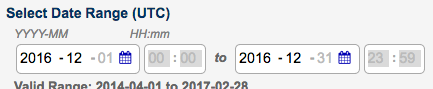 Select Date Range (UTC)
YYYY-MM HH:mm
2016 - 12 - 01 00 : 00 to 2016 - 12 - 31 23 : 59
Valid Range: 2014-04-01 to 2017-02-28